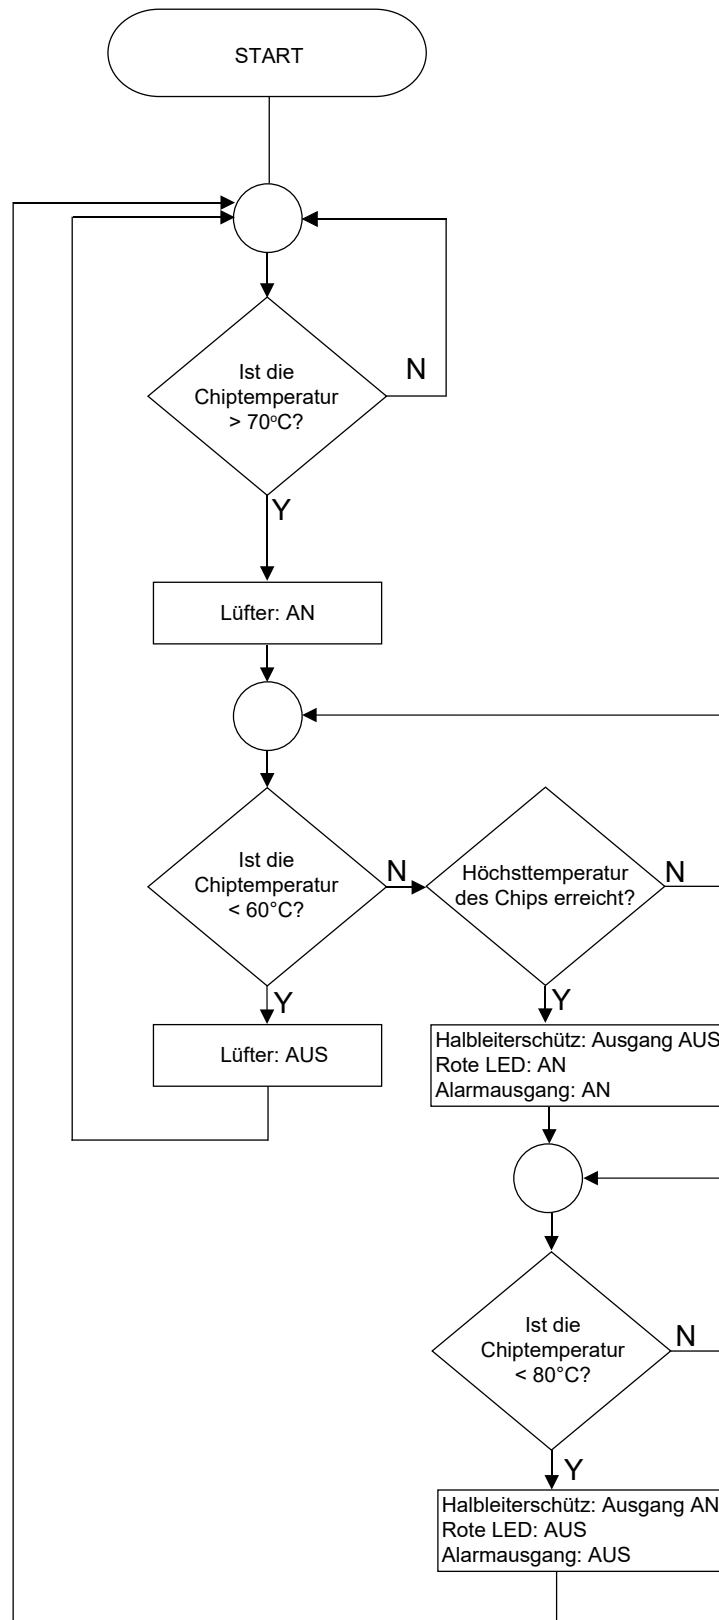 START
Ist die
Chiptemperatur
> 70°C?
N
Y
Lüfter: AN
Ist die
Chiptemperatur
< 60°C?
N
Höchsttemperatur
des Chips erreicht?
N
Y
Lüfter: AUS
Y
Halbleiterschütz: Ausgang AUS
Rote LED: AN
Alarmausgang: AN
Ist die
Chiptemperatur
< 80°C?
N
Y
Halbleiterschütz: Ausgang AN
Rote LED: AUS
Alarmausgang: AUS